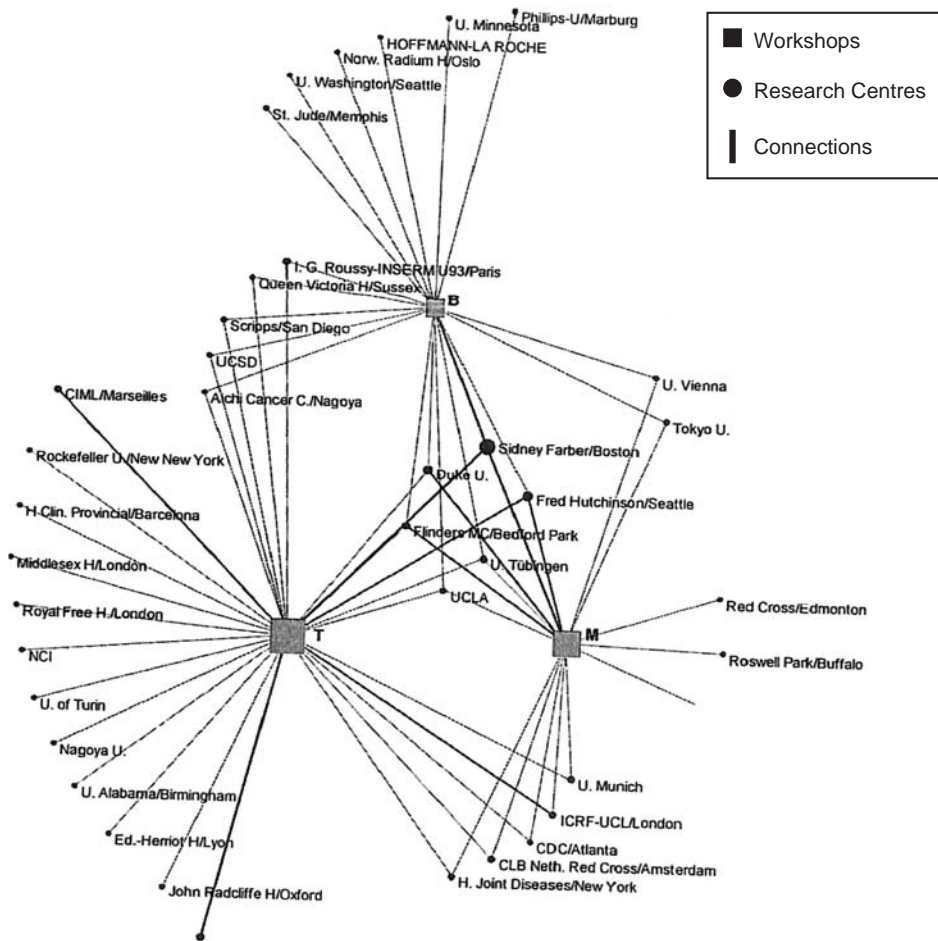 Phillips-U/Marburg
U. Minnesota
HOFFMANN-LA ROCHE
Norw. Radium H/Oslo
U. Washington/Seattle
St. Jude/Memphis
Workshops
Research Centres
Connections
I. G. Roussy-INSERM U93/Paris
Queen Victoria H/Sussex
B
Scripps/San Diego
UCSD
U. Vienna
CIML/Marseilles
Aichi Cancer C./Nagoya
Tokyo U.
Rockefeller U./New New York
Sidney Farber/Boston
Duke U.
Fred Hutchinson/Seattle
H Clin. Provincial/Barcelona
Flinders MC/Bedford Park
Middlesex H/London
U. Tübingen
UCLA
Royal Free H./London
Red Cross/Edmonton
T
M
NCI
Roswell Park/Buffalo
U. of Turin
Nagoya U.
U. Munich
U. Alabama/Birmingham
ICRF-UCL/London
Ed.-Herriot H/Lyon
CDC/Atlanta
CLB Neth. Red Cross/Amsterdam
John Radcliffe H/Oxford
H. Joint Diseases/New York